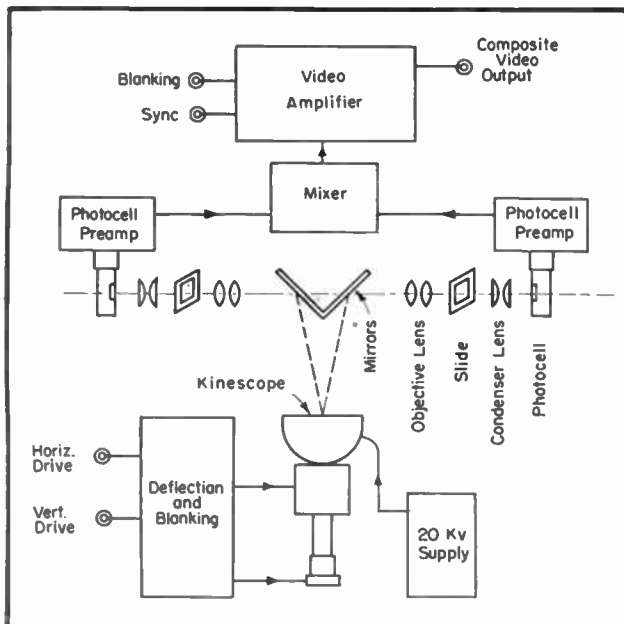 Composite
Video
Output
Blanking
Sync
Video
Amplifier
Mixer
Photocell
Preamp
Photocell
Preamp
Mirrors
Objective Lens
Slide
Condenser Lens
Photocell
Kinescope
Horiz.
Drive
Vert.
Drive
Deflection
and
Blanking
20 Kv
Supply